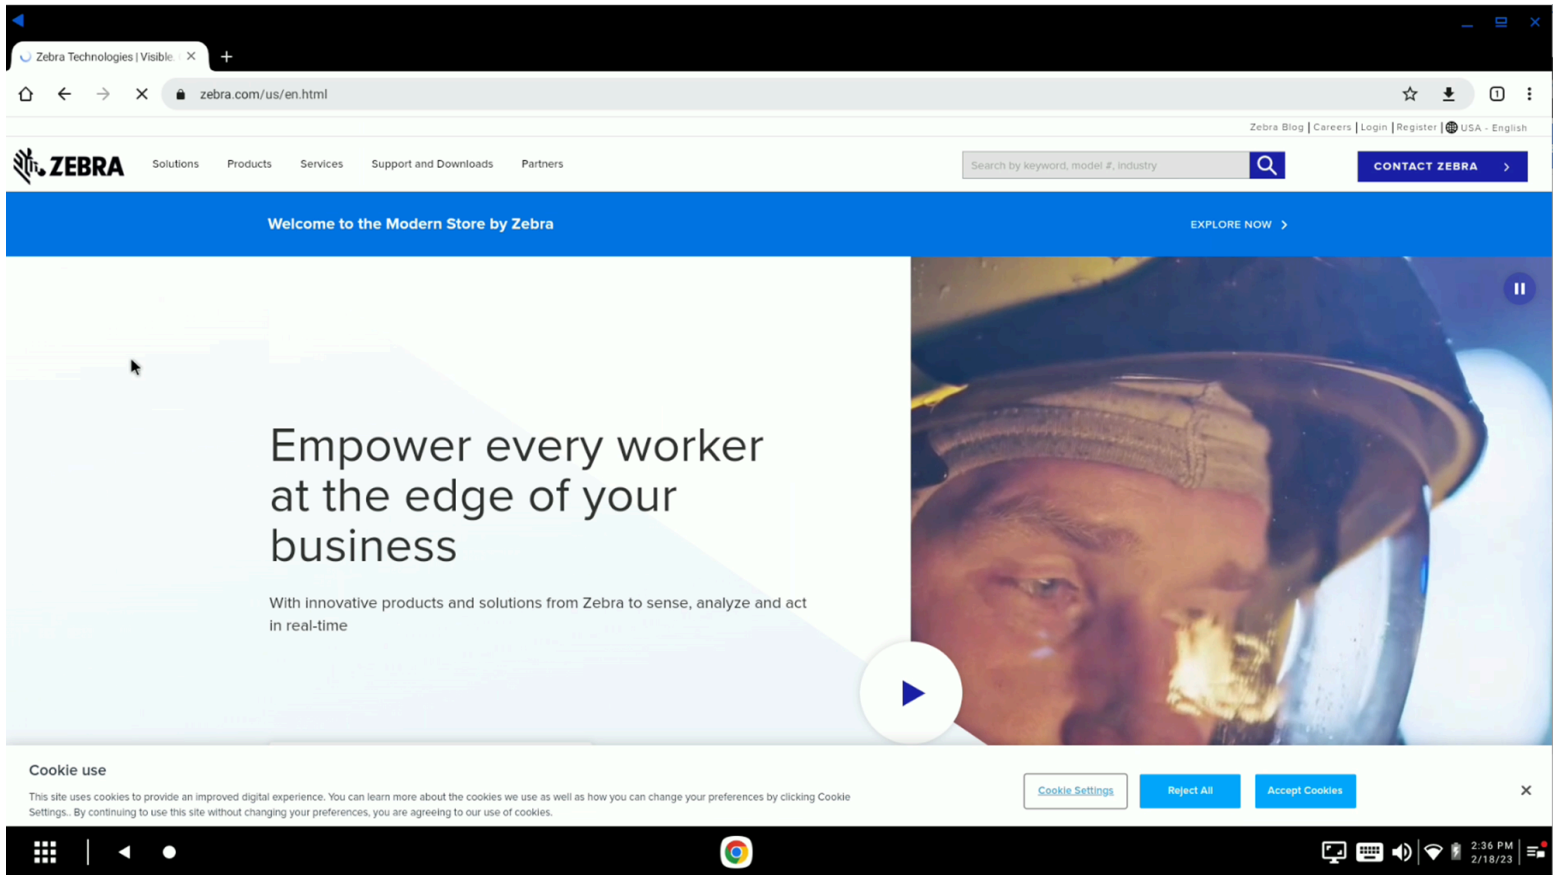 Zebra Technologies | Visible.
zebra.com/us/en.html
1
Zebra Blog | Careers | Login | Register | USA - English
ZEBRA
Solutions
Products
Services
Support and Downloads
Partners
Search by keyword, model #, industry
CONTACT ZEBRA
Welcome to the Modern Store by Zebra
EXPLORE NOW
Empower every worker
at the edge of your
business
With innovative products and solutions from Zebra to sense, analyze and act
in real-time
Cookie use
This site uses cookies to provide an improved digital experience. You can learn more about the cookies we use as well as how you can change your preferences by clicking Cookie
Settings.. By continuing to use this site without changing your preferences, you are agreeing to our use of cookies.
Cookie Settings
Reject All
Accept Cookies
2:36 PM
2/18/23